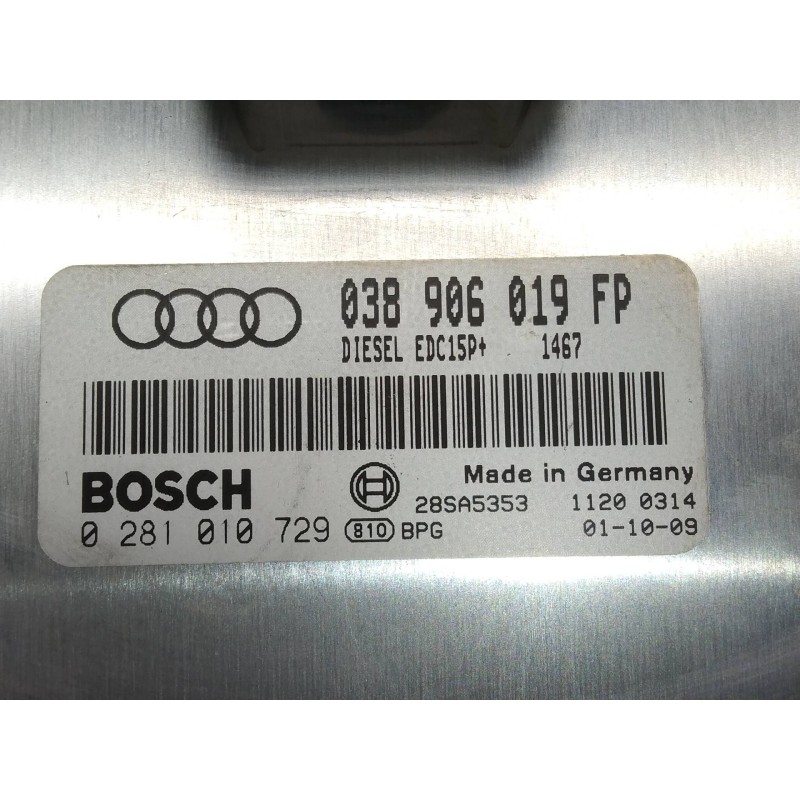 038 906 019 FP
DIESEL EDC15P+ 1467
BOSCH
Made in Germany
28SA5353 1120 0314
0 281 010 729 810 BPG 01-10-09